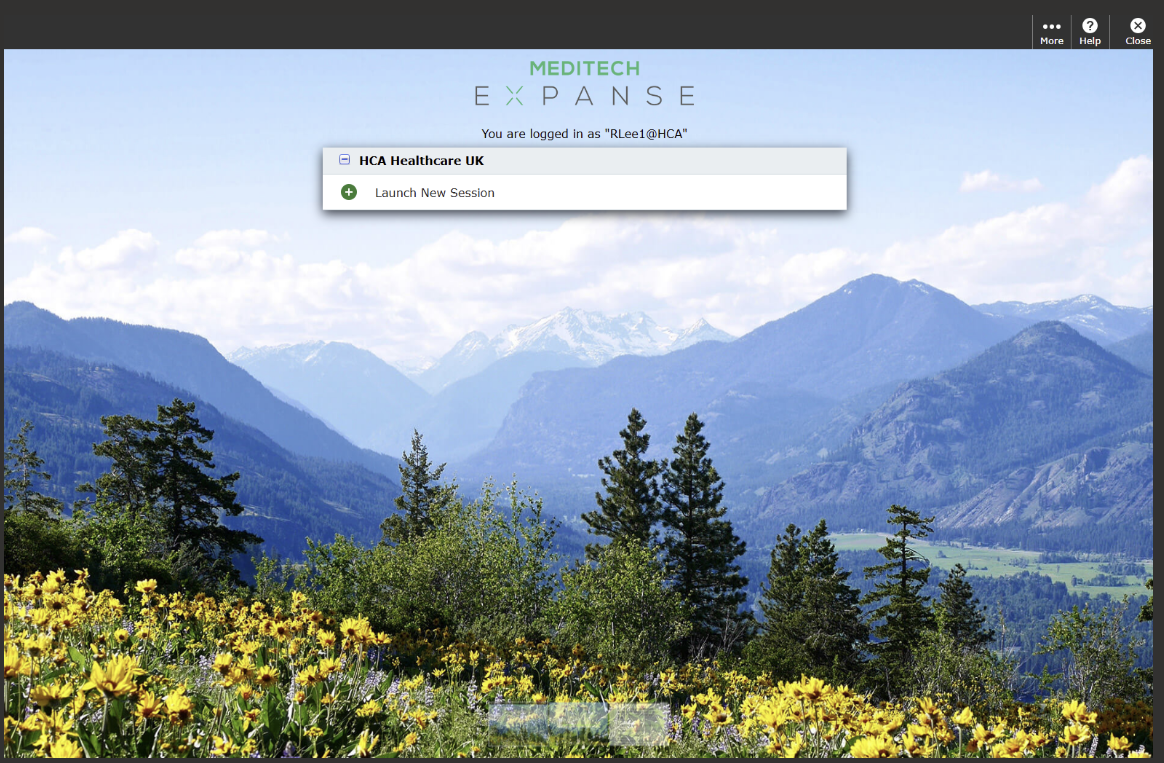 More Help Close
MEDITECH
EXPANSE
You are logged in as "RLee1@HCA"
HCA Healthcare UK
Launch New Session